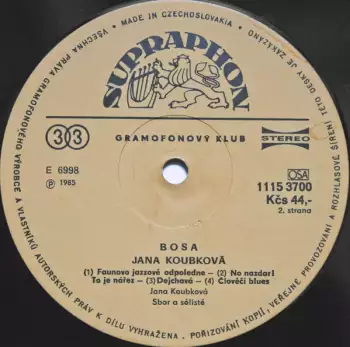 MADE IN CZECHOSLOVAKIA • VŠECHNA PRÁVA GRAMOFONOVÉHO VÝROBCE A VLASTNÍKŮ AUTORSKÝCH PRÁV K DÍLU VYHRAŽENA. POŘIZOVÁNÍ KOPIÍ, VEŘEJNÉ PROVOZOVÁNÍ A ROZHLASOVÉ ŠÍŘENÍ TÉTO DESKY JE ZAKÁZÁNO
SUPRAPHON
33
GRAMOFONOVÝ KLUB
STEREO
E 6998
Ⓟ 1985
OSA
1115 3700
Kčs 44,-
2. strana
BOSA
JANA KOUBKOVÁ
(1) Faunovo jazzové odpoledne - (2) No nazdar!
To je nářez - (3) Dejchavá - (4) Člověčí blues
Jana Koubková
Sbor a sólisté